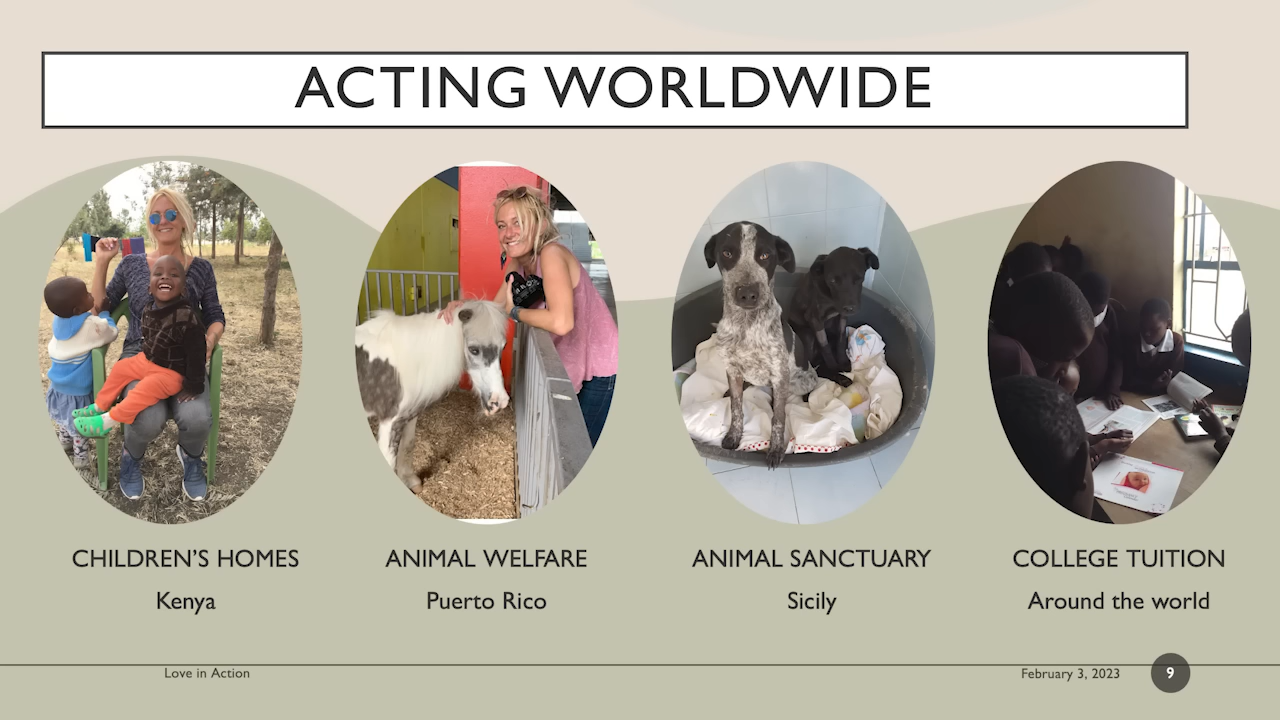 ACTING WORLDWIDE
CHILDREN'S HOMES
Kenya
ANIMAL WELFARE
Puerto Rico
ANIMAL SANCTUARY
Sicily
COLLEGE TUITION
Around the world
Love in Action
February 3, 2023
9